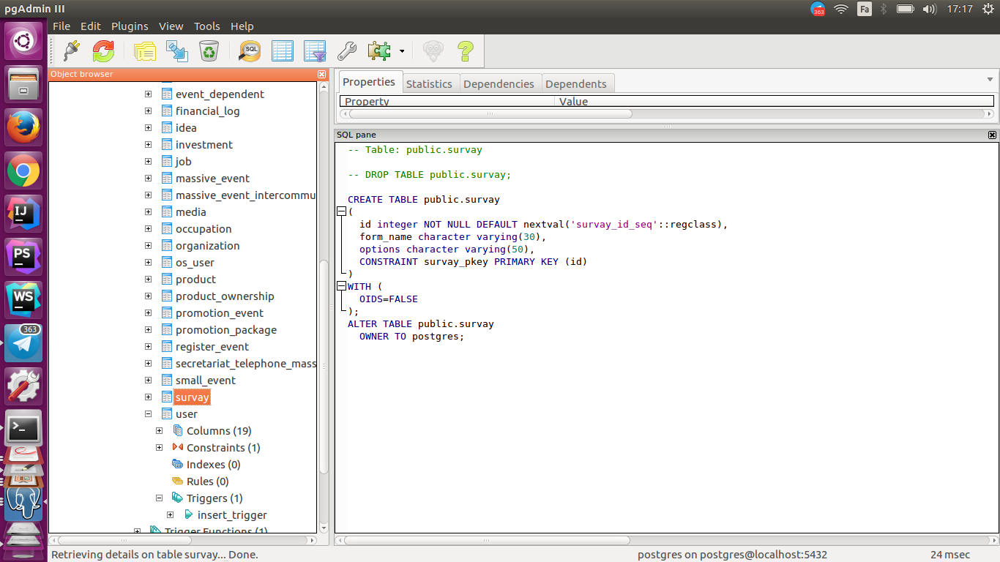 pgAdmin III
363
Fa
17:17
File Edit Plugins View Tools Help
SQL
Object browser
event_dependent
financial_log
idea
investment
job
massive_event
massive_event_intercommu
media
occupation
organization
os_user
product
product_ownership
promotion_event
promotion_package
register_event
secretariat_telephone_mass
small_event
survay
user
Columns (19)
Constraints (1)
Indexes (0)
Rules (0)
Triggers (1)
insert_trigger
Trigger Functions (1)
Properties Statistics Dependencies Dependents
Property Value
SQL pane
-- Table: public.survay
-- DROP TABLE public.survay;
CREATE TABLE public.survay
(
id integer NOT NULL DEFAULT nextval('survay_id_seq'::regclass),
form_name character varying(30),
options character varying(50),
CONSTRAINT survay_pkey PRIMARY KEY (id)
)
WITH (
OIDS=FALSE
);
ALTER TABLE public.survay
OWNER TO postgres;
IJ
PS
WS
363
>_
Retrieving details on table survay... Done. postgres on postgres@localhost:5432 24 msec